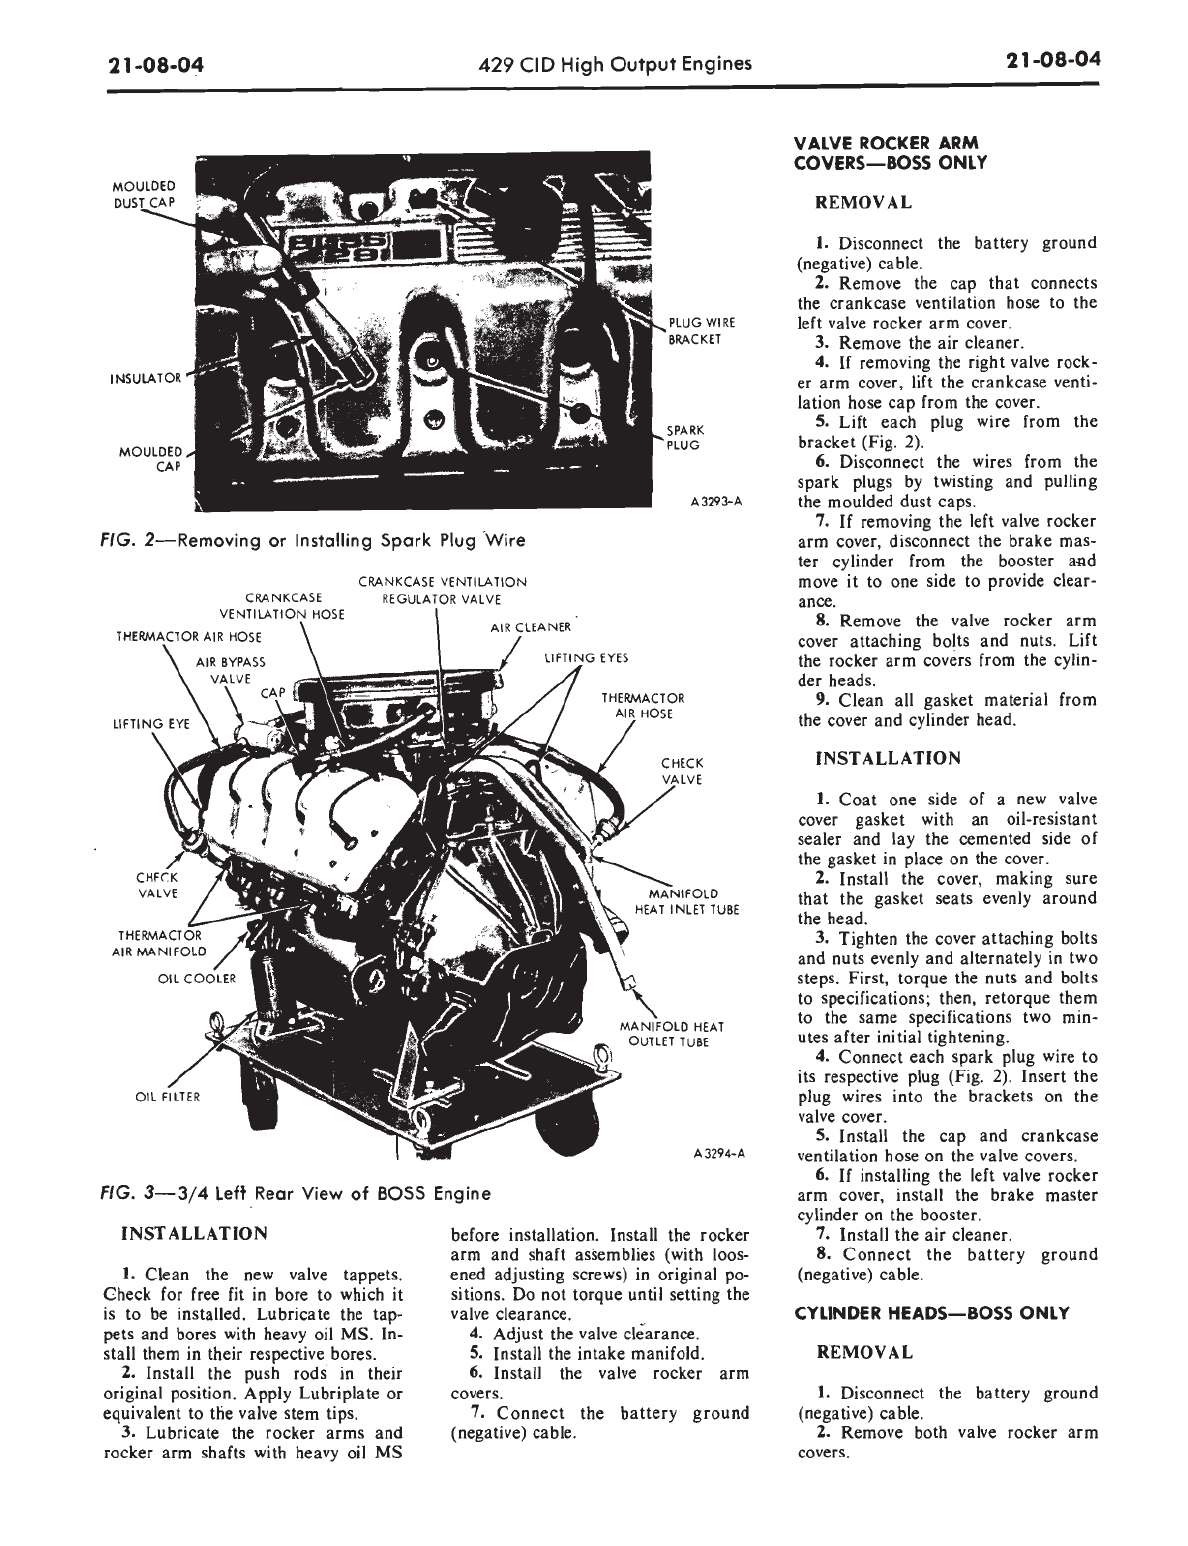 21-08-04
429 CID High Output Engines
21-08-04
MOULDED
DUST CAP
INSULATOR
MOULDED
CAP
BOSS
429
PLUG WIRE
BRACKET
SPARK
PLUG
A3293-A
FIG. 2—Removing or Installing Spark Plug Wire
CRANKCASE VENTILATION
REGULATOR VALVE
CRANKCASE
VENTILATION HOSE
THERMACTOR AIR HOSE
AIR BYPASS
VALVE
CAP
LIFTING EYE
AIR CLEANER
LIFTING EYES
THERMACTOR
AIR HOSE
CHECK
VALVE
CHECK
VALVE
THERMACTOR
AIR MANIFOLD
OIL COOLER
OIL FILTER
MANIFOLD
HEAT INLET TUBE
MANIFOLD HEAT
OUTLET TUBE
A3294-A
FIG. 3—3/4 Left Rear View of BOSS Engine
INSTALLATION
1. Clean the new valve tappets.
Check for free fit in bore to which it
is to be installed. Lubricate the tap-
pets and bores with heavy oil MS. In-
stall them in their respective bores.
2. Install the push rods in their
original position. Apply Lubriplate or
equivalent to the valve stem tips.
3. Lubricate the rocker arms and
rocker arm shafts with heavy oil MS
before installation. Install the rocker
arm and shaft assemblies (with loos-
ened adjusting screws) in original po-
sitions. Do not torque until setting the
valve clearance.
4. Adjust the valve clearance.
5. Install the intake manifold.
6. Install the valve rocker arm
covers.
7. Connect the battery ground
(negative) cable.
VALVE ROCKER ARM
COVERS—BOSS ONLY
REMOVAL
1. Disconnect the battery ground
(negative) cable.
2. Remove the cap that connects
the crankcase ventilation hose to the
left valve rocker arm cover.
3. Remove the air cleaner.
4. If removing the right valve rock-
er arm cover, lift the crankcase venti-
lation hose cap from the cover.
5. Lift each plug wire from the
bracket (Fig. 2).
6. Disconnect the wires from the
spark plugs by twisting and pulling
the moulded dust caps.
7. If removing the left valve rocker
arm cover, disconnect the brake mas-
ter cylinder from the booster and
move it to one side to provide clear-
ance.
8. Remove the valve rocker arm
cover attaching bolts and nuts. Lift
the rocker arm covers from the cylin-
der heads.
9. Clean all gasket material from
the cover and cylinder head.
INSTALLATION
1. Coat one side of a new valve
cover gasket with an oil-resistant
sealer and lay the cemented side of
the gasket in place on the cover.
2. Install the cover, making sure
that the gasket seats evenly around
the head.
3. Tighten the cover attaching bolts
and nuts evenly and alternately in two
steps. First, torque the nuts and bolts
to specifications; then, retorque them
to the same specifications two min-
utes after initial tightening.
4. Connect each spark plug wire to
its respective plug (Fig. 2). Insert the
plug wires into the brackets on the
valve cover.
5. Install the cap and crankcase
ventilation hose on the valve covers.
6. If installing the left valve rocker
arm cover, install the brake master
cylinder on the booster.
7. Install the air cleaner.
8. Connect the battery ground
(negative) cable.
CYLINDER HEADS—BOSS ONLY
REMOVAL
1. Disconnect the battery ground
(negative) cable.
2. Remove both valve rocker arm
covers.